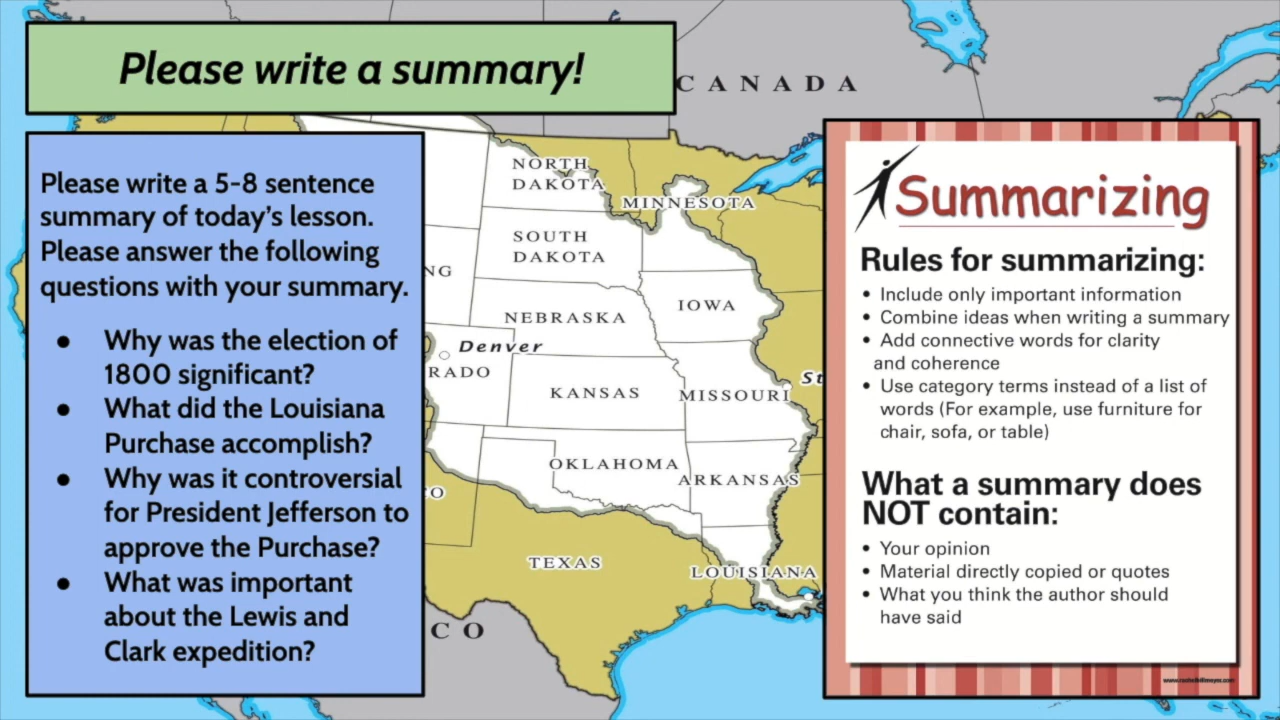 Please write a summary!
Please write a 5-8 sentence
summary of today's lesson.
Please answer the following
questions with your summary.
● Why was the election of
1800 significant?
● What did the Louisiana
Purchase accomplish?
● Why was it controversial
for President Jefferson to
approve the Purchase?
● What was important
about the Lewis and
Clark expedition?
CANADA
NORTH
DAKOTA
MINNESOTA
SOUTH
DAKOTA
NG
IOWA
NEBRASKA
Denver
RADO
St
KANSAS
MISSOURI
OKLAHOMA
ARKANSAS
CO
TEXAS
LOUISIANA
CO
Summarizing
Rules for summarizing:
• Include only important information
• Combine ideas when writing a summary
• Add connective words for clarity
and coherence
• Use category terms instead of a list of
words (For example, use furniture for
chair, sofa, or table)
What a summary does
NOT contain:
• Your opinion
• Material directly copied or quotes
• What you think the author should
have said